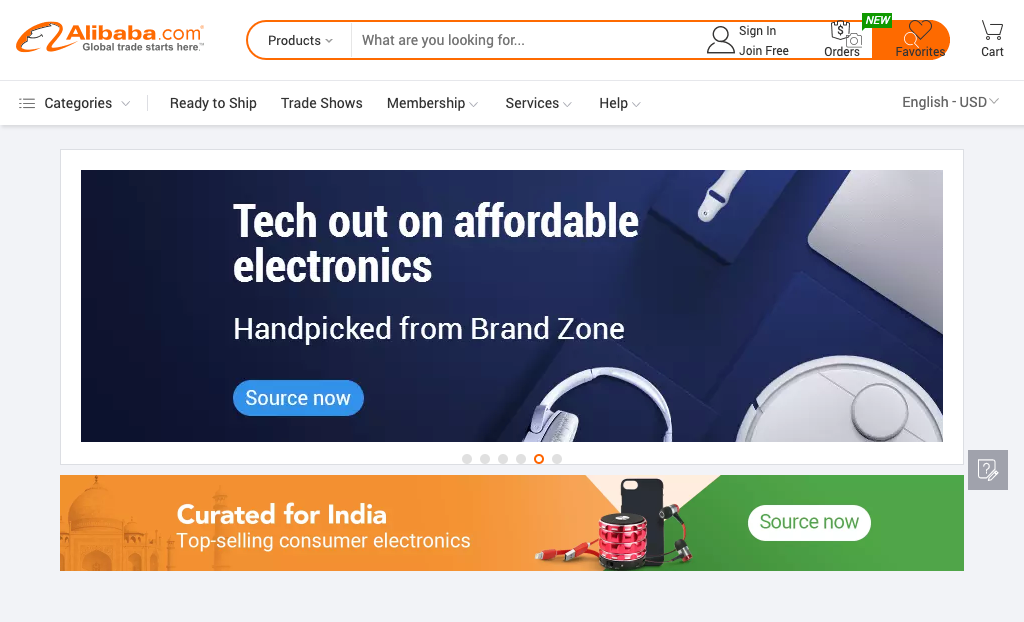 Alibaba.com
Global trade starts here.™
Products
What are you looking for...
Sign In
Join Free
Orders
NEW
Favorites
Cart
Categories
Ready to Ship
Trade Shows
Membership
Services
Help
English - USD
Tech out on affordable
electronics
Handpicked from Brand Zone
Source now
Curated for India
Top-selling consumer electronics
Source now